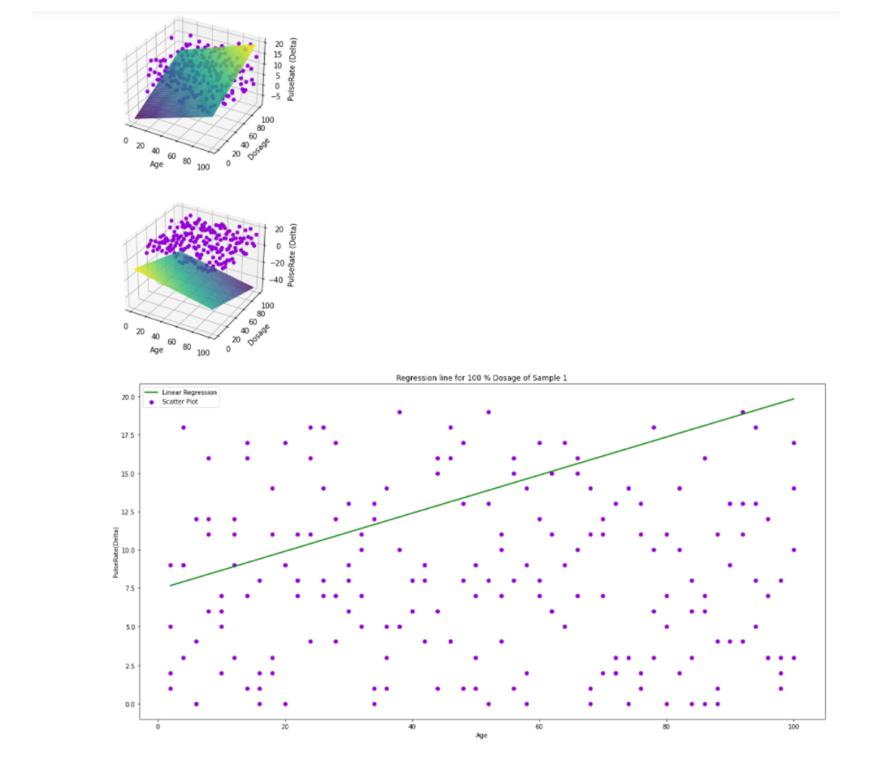 20
15
10
5
0
−5
PulseRate (Delta)
0 20 40 60 80 100
Age
0 20 40 60 80 100
Dosage
20
0
−20
−40
PulseRate (Delta)
0 20 40 60 80 100
Age
0 20 40 60 80 100
Dosage
Regression line for 100 % Dosage of Sample 1
Linear Regression
Scatter Plot
20.0
17.5
15.0
12.5
10.0
7.5
5.0
2.5
0.0
PulseRate(Delta)
0 20 40 60 80 100
Age